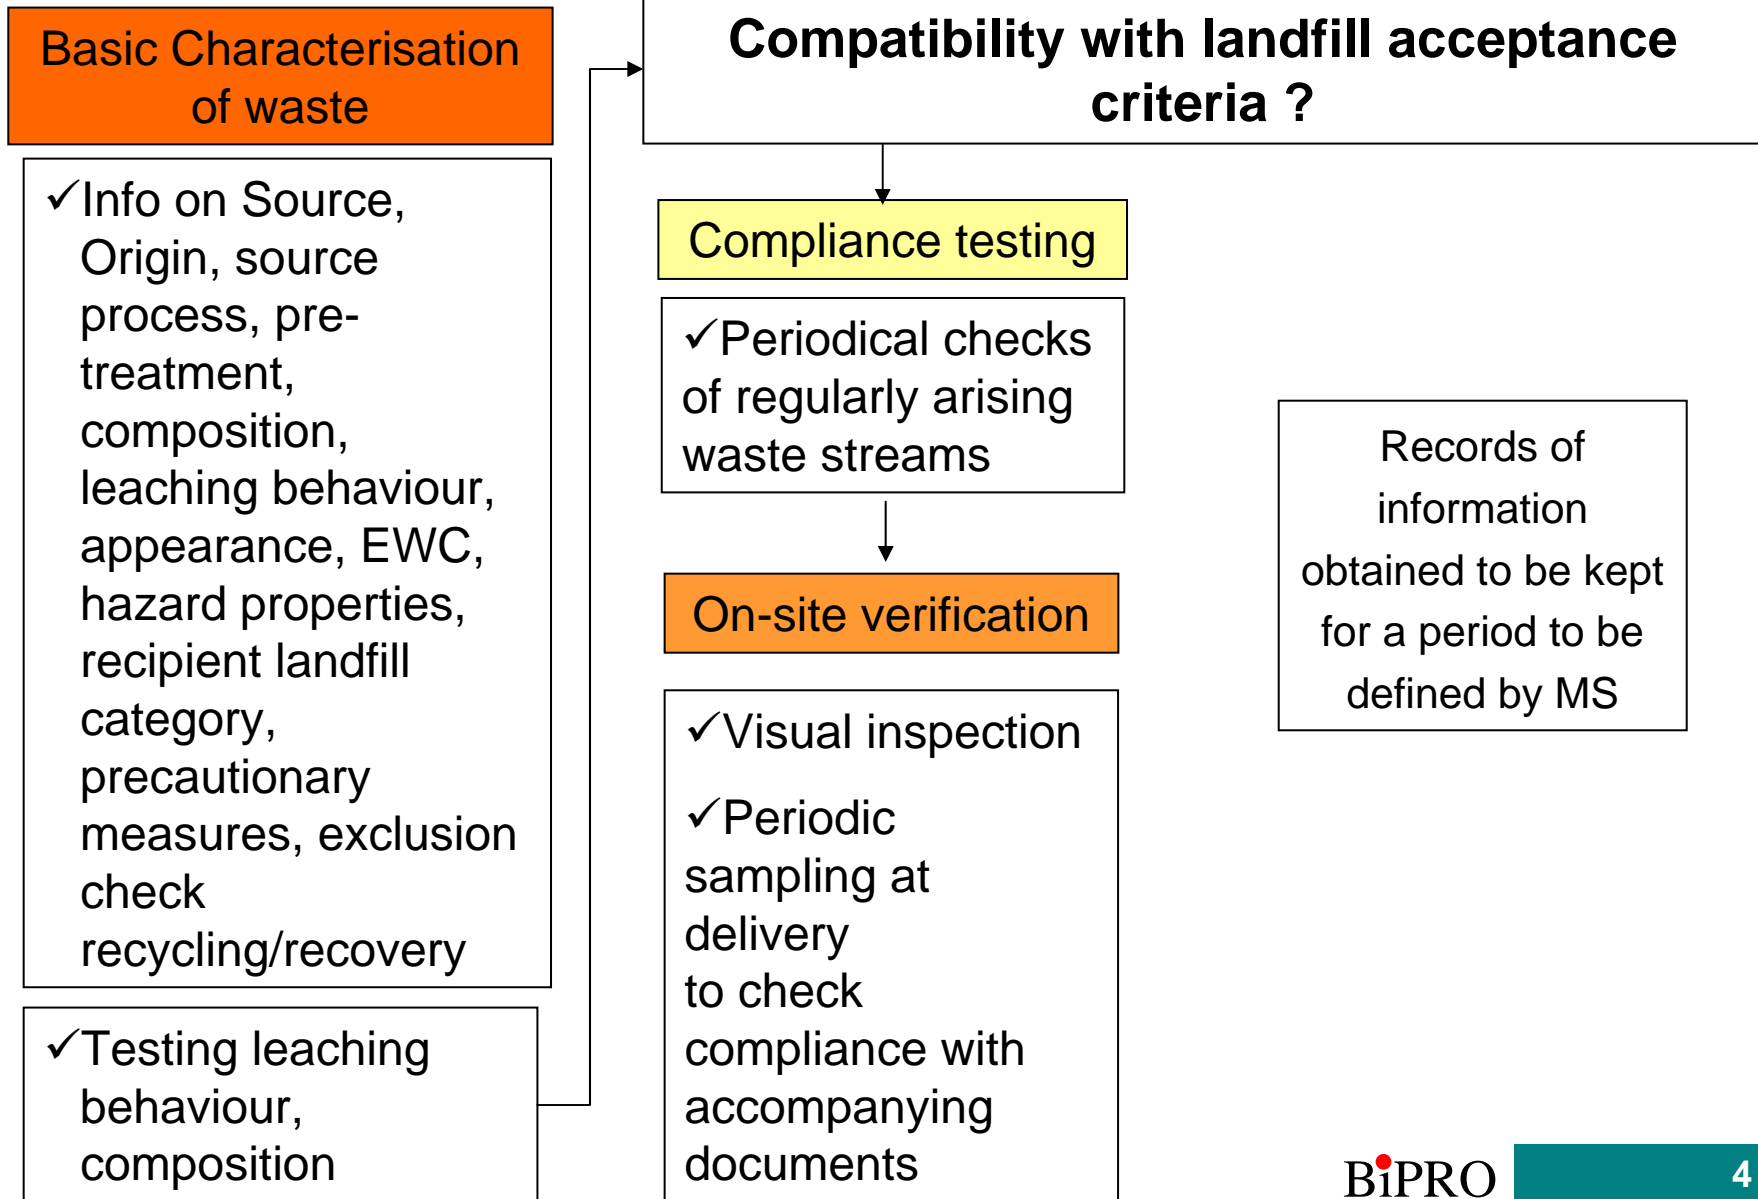 Basic Characterisation
of waste
✓Info on Source,
Origin, source
process, pre-
treatment,
composition,
leaching behaviour,
appearance, EWC,
hazard properties,
recipient landfill
category,
precautionary
measures, exclusion
check
recycling/recovery
✓Testing leaching
behaviour,
composition
Compatibility with landfill acceptance
criteria ?
Compliance testing
✓Periodical checks
of regularly arising
waste streams
On-site verification
✓Visual inspection
✓Periodic
sampling at
delivery
to check
compliance with
accompanying
documents
Records of
information
obtained to be kept
for a period to be
defined by MS
BiPRO
4